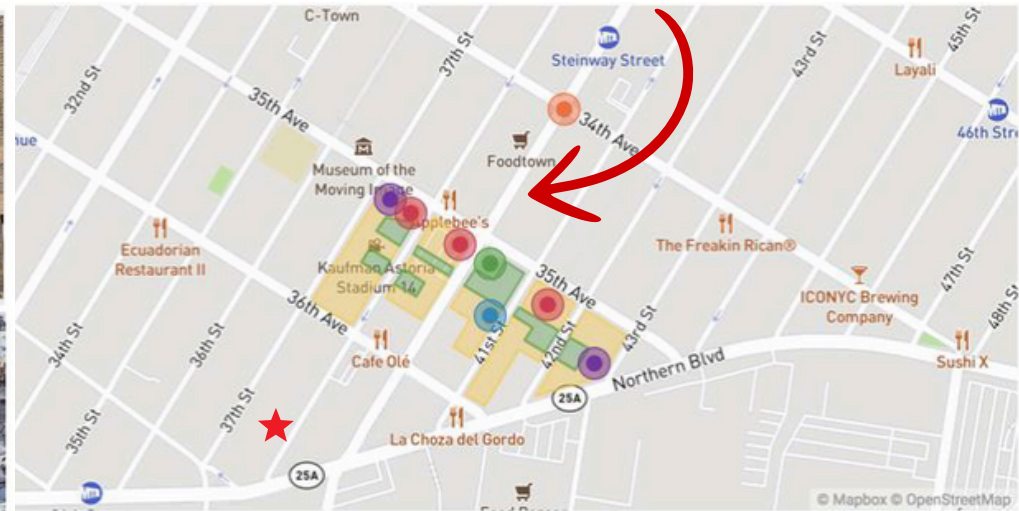 C-Town
37th St
Steinway Street
43rd St
45th St
Layali
32nd St
35th Ave
34th Ave
46th Str
nue
Museum of the
Moving Image
Foodtown
Applebee's
Ecuadorian
Restaurant II
The Freakin Rican®
Kaufman Astoria
Stadium 14
35th Ave
47th St
ICONYC Brewing
Company
48th St
36th Ave
34th St
36th St
Cafe Olé
41st St
42nd St
43rd St
Northern Blvd
Sushi X
25A
37th St
35th St
La Choza del Gordo
25A
© Mapbox © OpenStreetMap